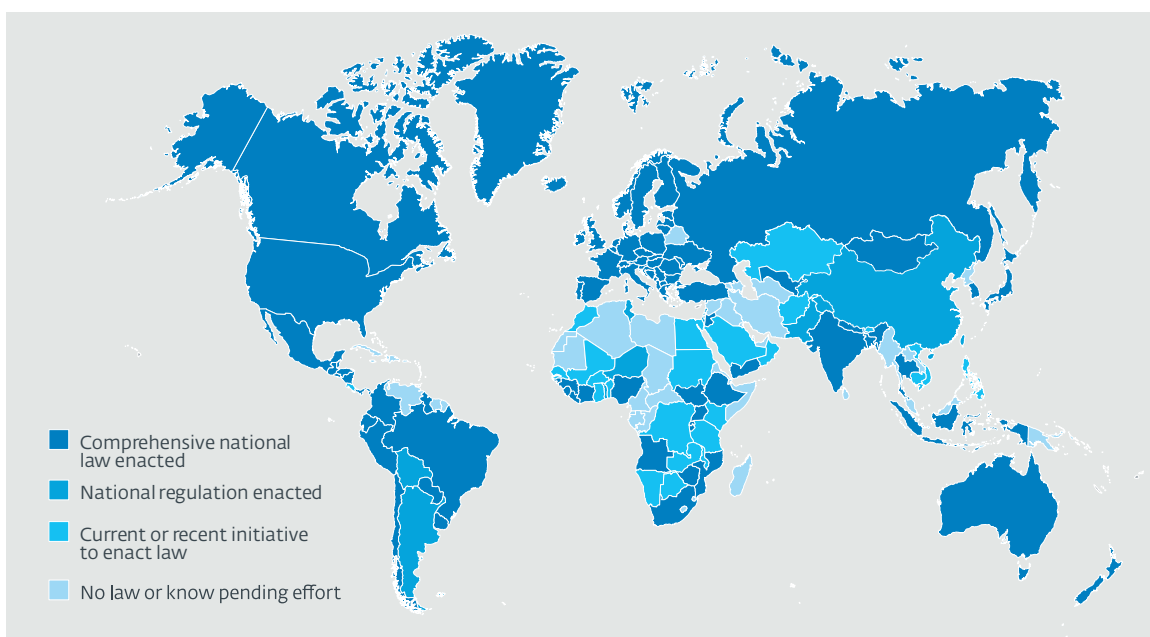 Comprehensive national
law enacted
National regulation enacted
Current or recent initiative
to enact law
No law or know pending effort